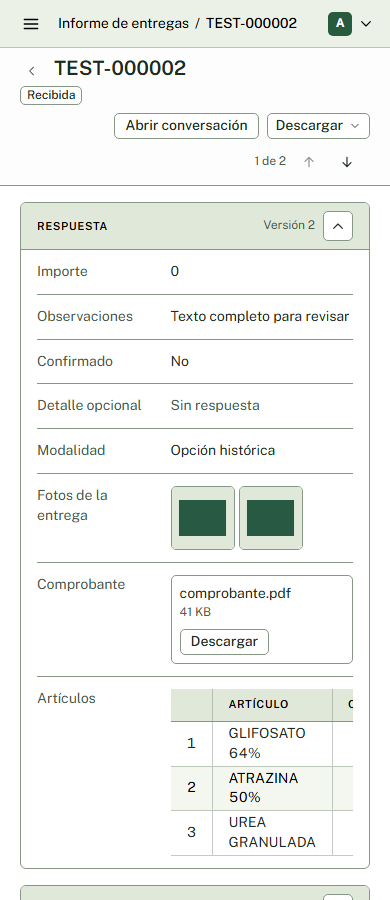 Informe de entregas / TEST-000002
A
TEST-000002
Recibida
Abrir conversación
Descargar
1 de 2
RESPUESTA
Versión 2
Importe
0
Observaciones
Texto completo para revisar
Confirmado
No
Detalle opcional
Sin respuesta
Modalidad
Opción histórica
Fotos de la
entrega
Comprobante
comprobante.pdf
41 KB
Descargar
Artículos
ARTÍCULO
1
GLIFOSATO
64%
2
ATRAZINA
50%
3
UREA
GRANULADA